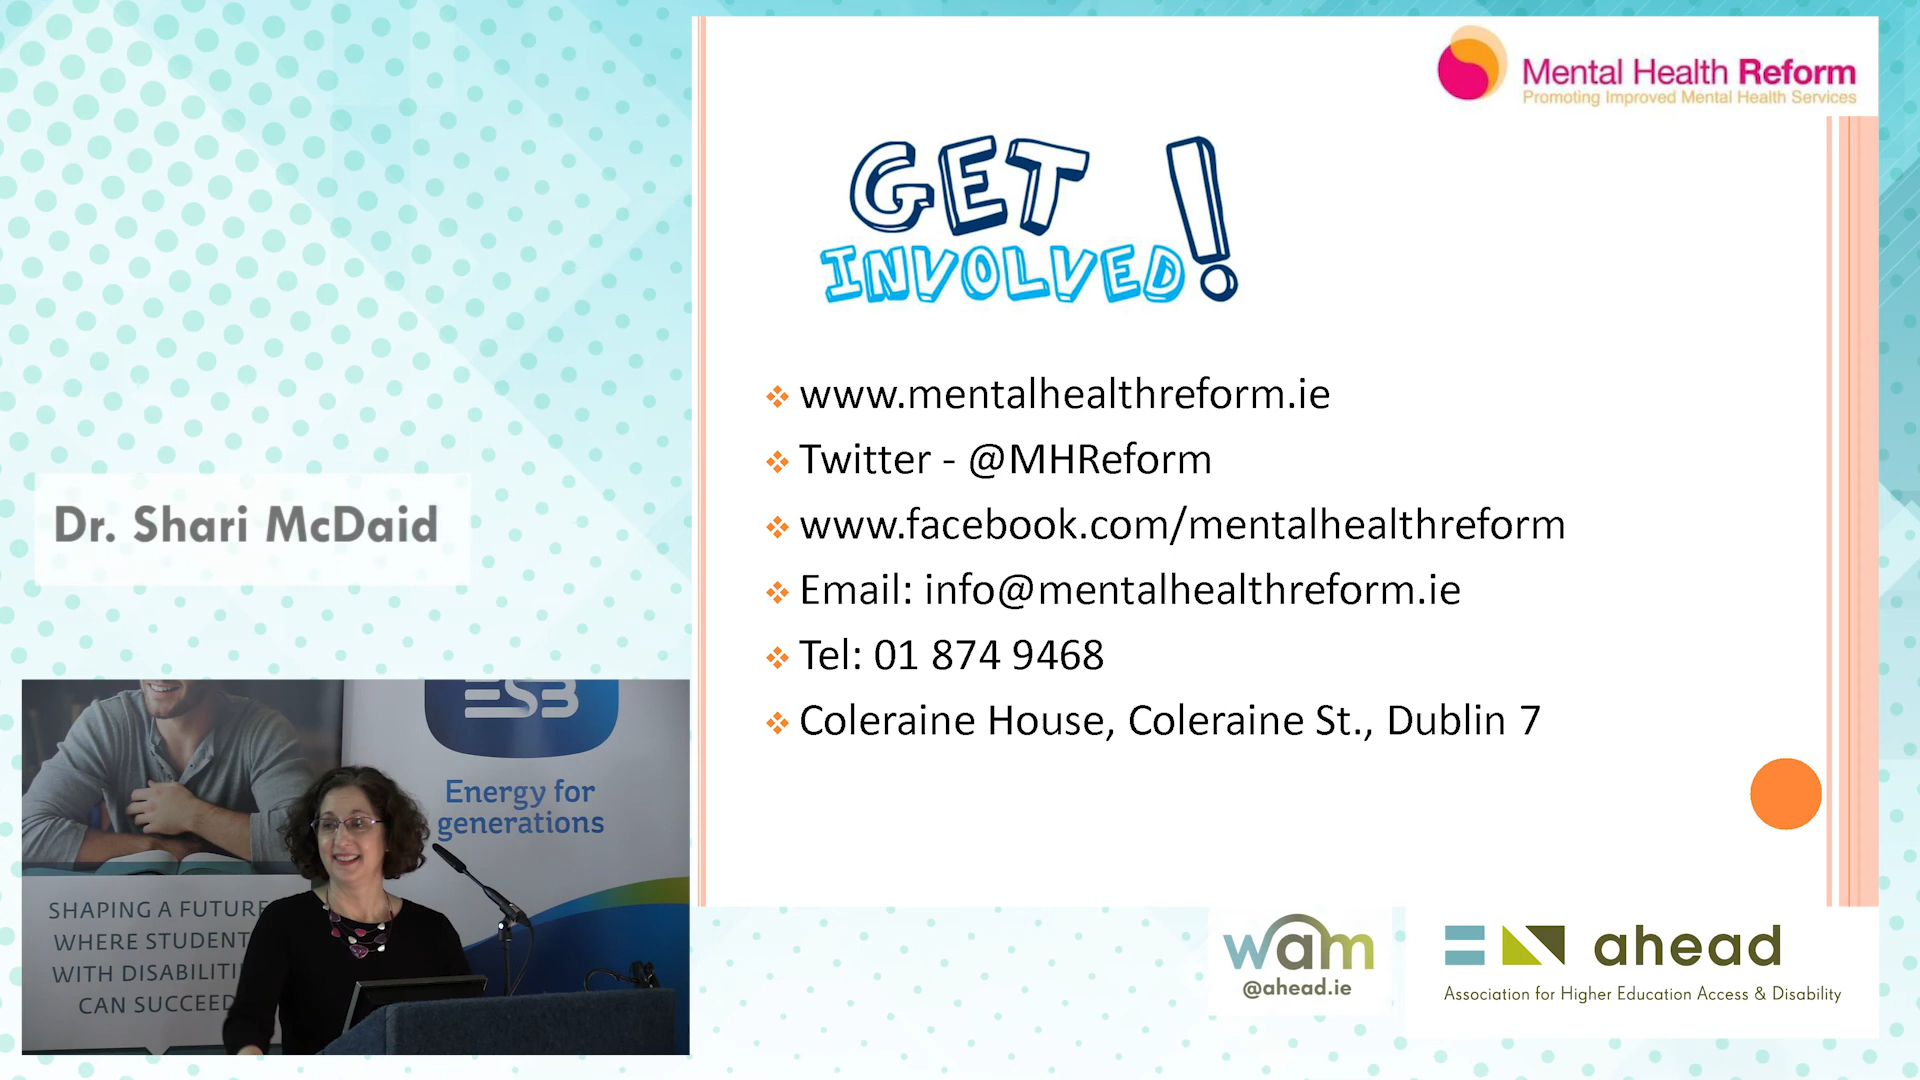 Mental Health Reform
Promoting Improved Mental Health Services
GET
INVOLVED!
www.mentalhealthreform.ie
Twitter - @MHReform
www.facebook.com/mentalhealthreform
Email: info@mentalhealthreform.ie
Tel: 01 874 9468
Coleraine House, Coleraine St., Dublin 7
Dr. Shari McDaid
ESB
Energy for
generations
SHAPING A FUTURE
WHERE STUDENT
WITH DISABILITI
CAN SUCCEED
wam
@ahead.ie
ahead
Association for Higher Education Access & Disability